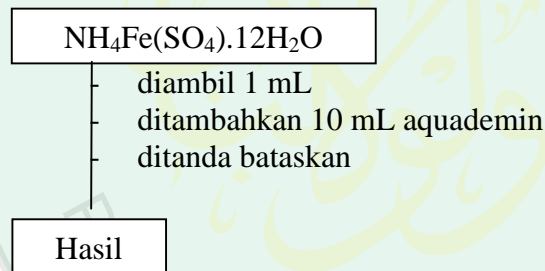 NH₄Fe(SO₄).12H₂O
- diambil 1 mL
- ditambahkan 10 mL aquademin
- ditanda bataskan
Hasil